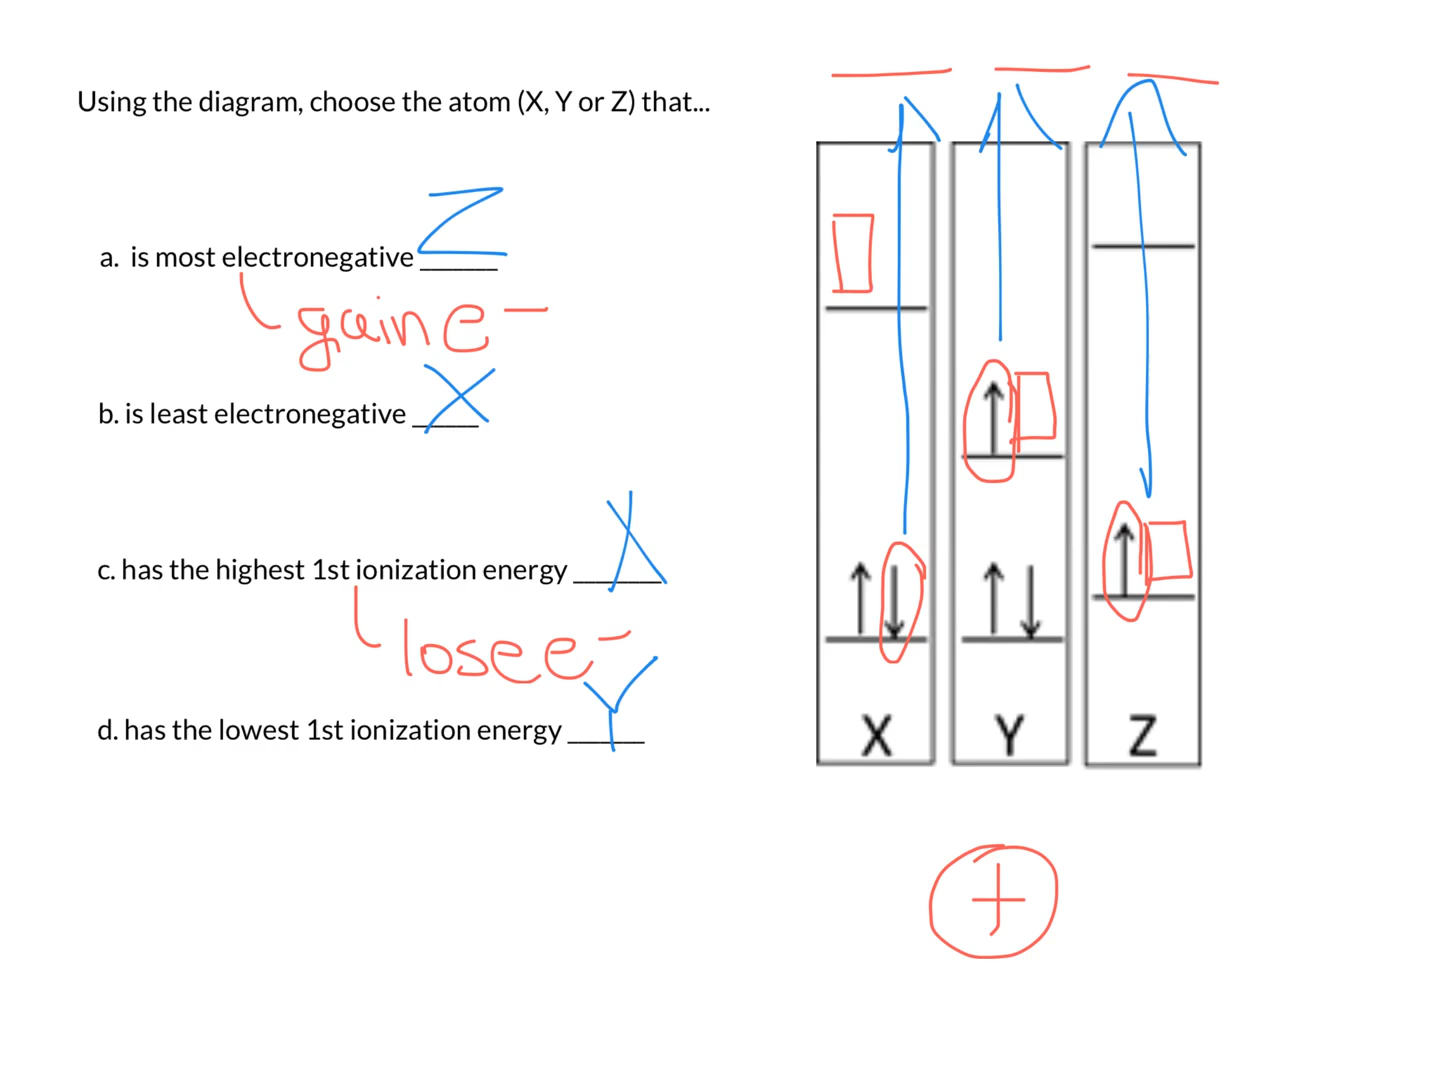 Using the diagram, choose the atom (X, Y or Z) that...
a. is most electronegative Z
gain e-
b. is least electronegative X
c. has the highest 1st ionization energy X
lose e-
d. has the lowest 1st ionization energy Y
X Y Z
+